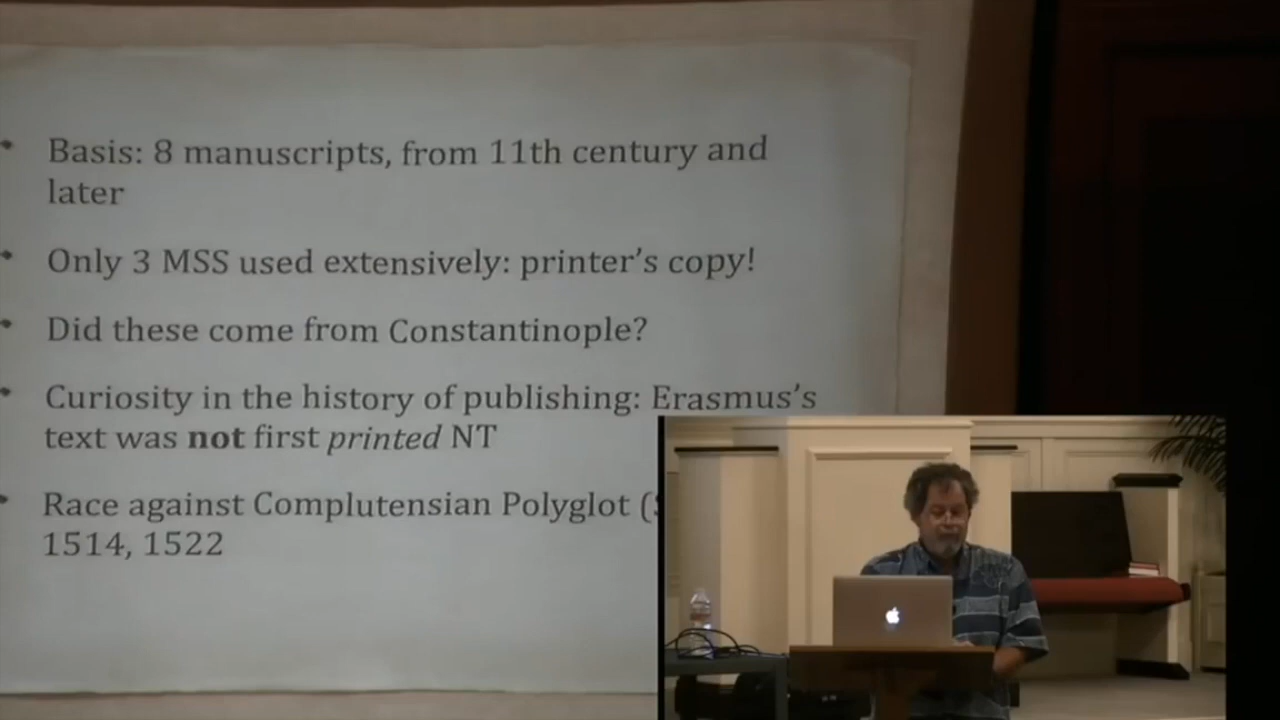 • Basis: 8 manuscripts, from 11th century and
later
• Only 3 MSS used extensively: printer’s copy!
• Did these come from Constantinople?
• Curiosity in the history of publishing: Erasmus’s
text was not first printed NT
• Race against Complutensian Polyglot (
1514, 1522